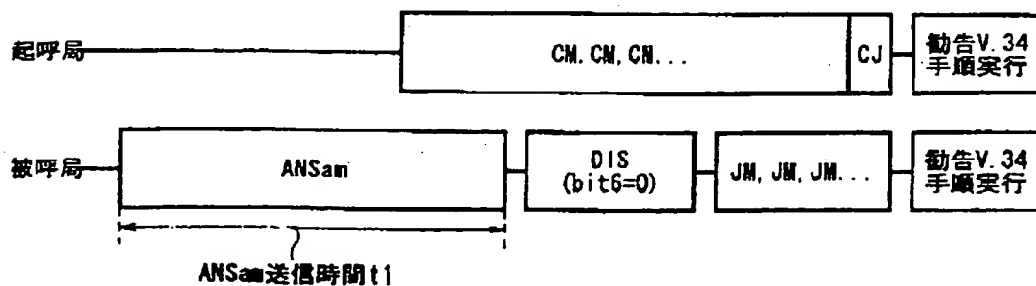 起呼局
CM, CM, CM...
CJ
勧告V.34
手順実行
被呼局
ANSam
DIS
(bit6=0)
JM, JM, JM...
勧告V.34
手順実行
ANSam送信時間t1